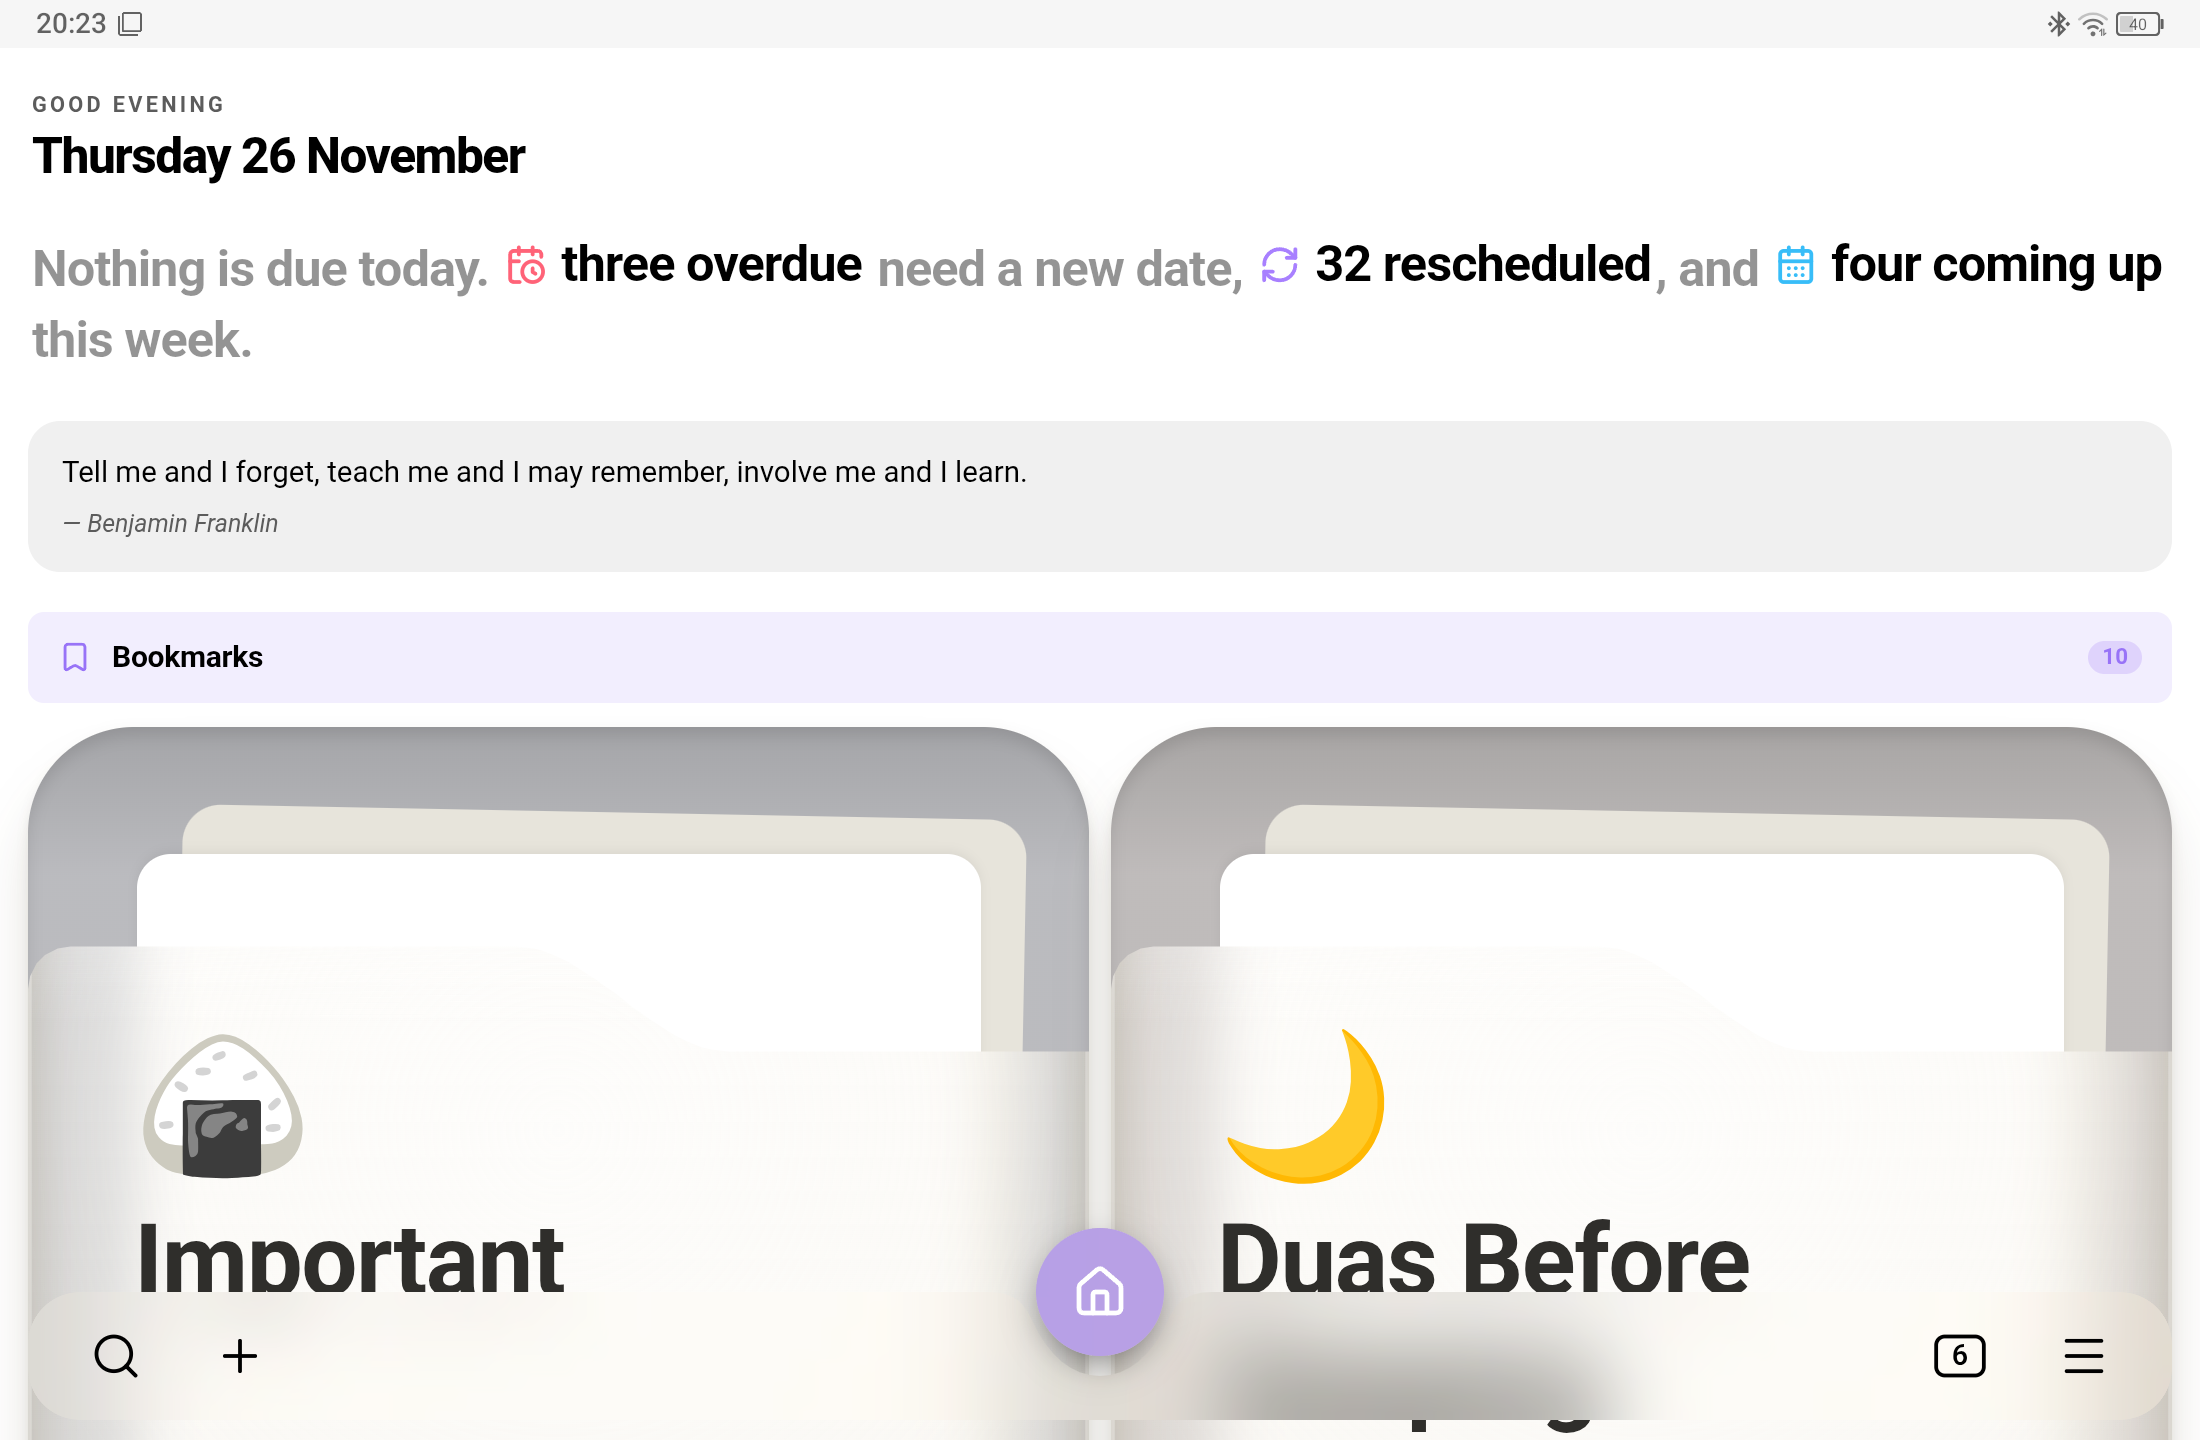 20:23
40
GOOD EVENING
Thursday 26 November
Nothing is due today. three overdue need a new date, 32 rescheduled, and four coming up
this week.
Tell me and I forget, teach me and I may remember, involve me and I learn.
— Benjamin Franklin
Bookmarks
10
Important
Duas Before
6